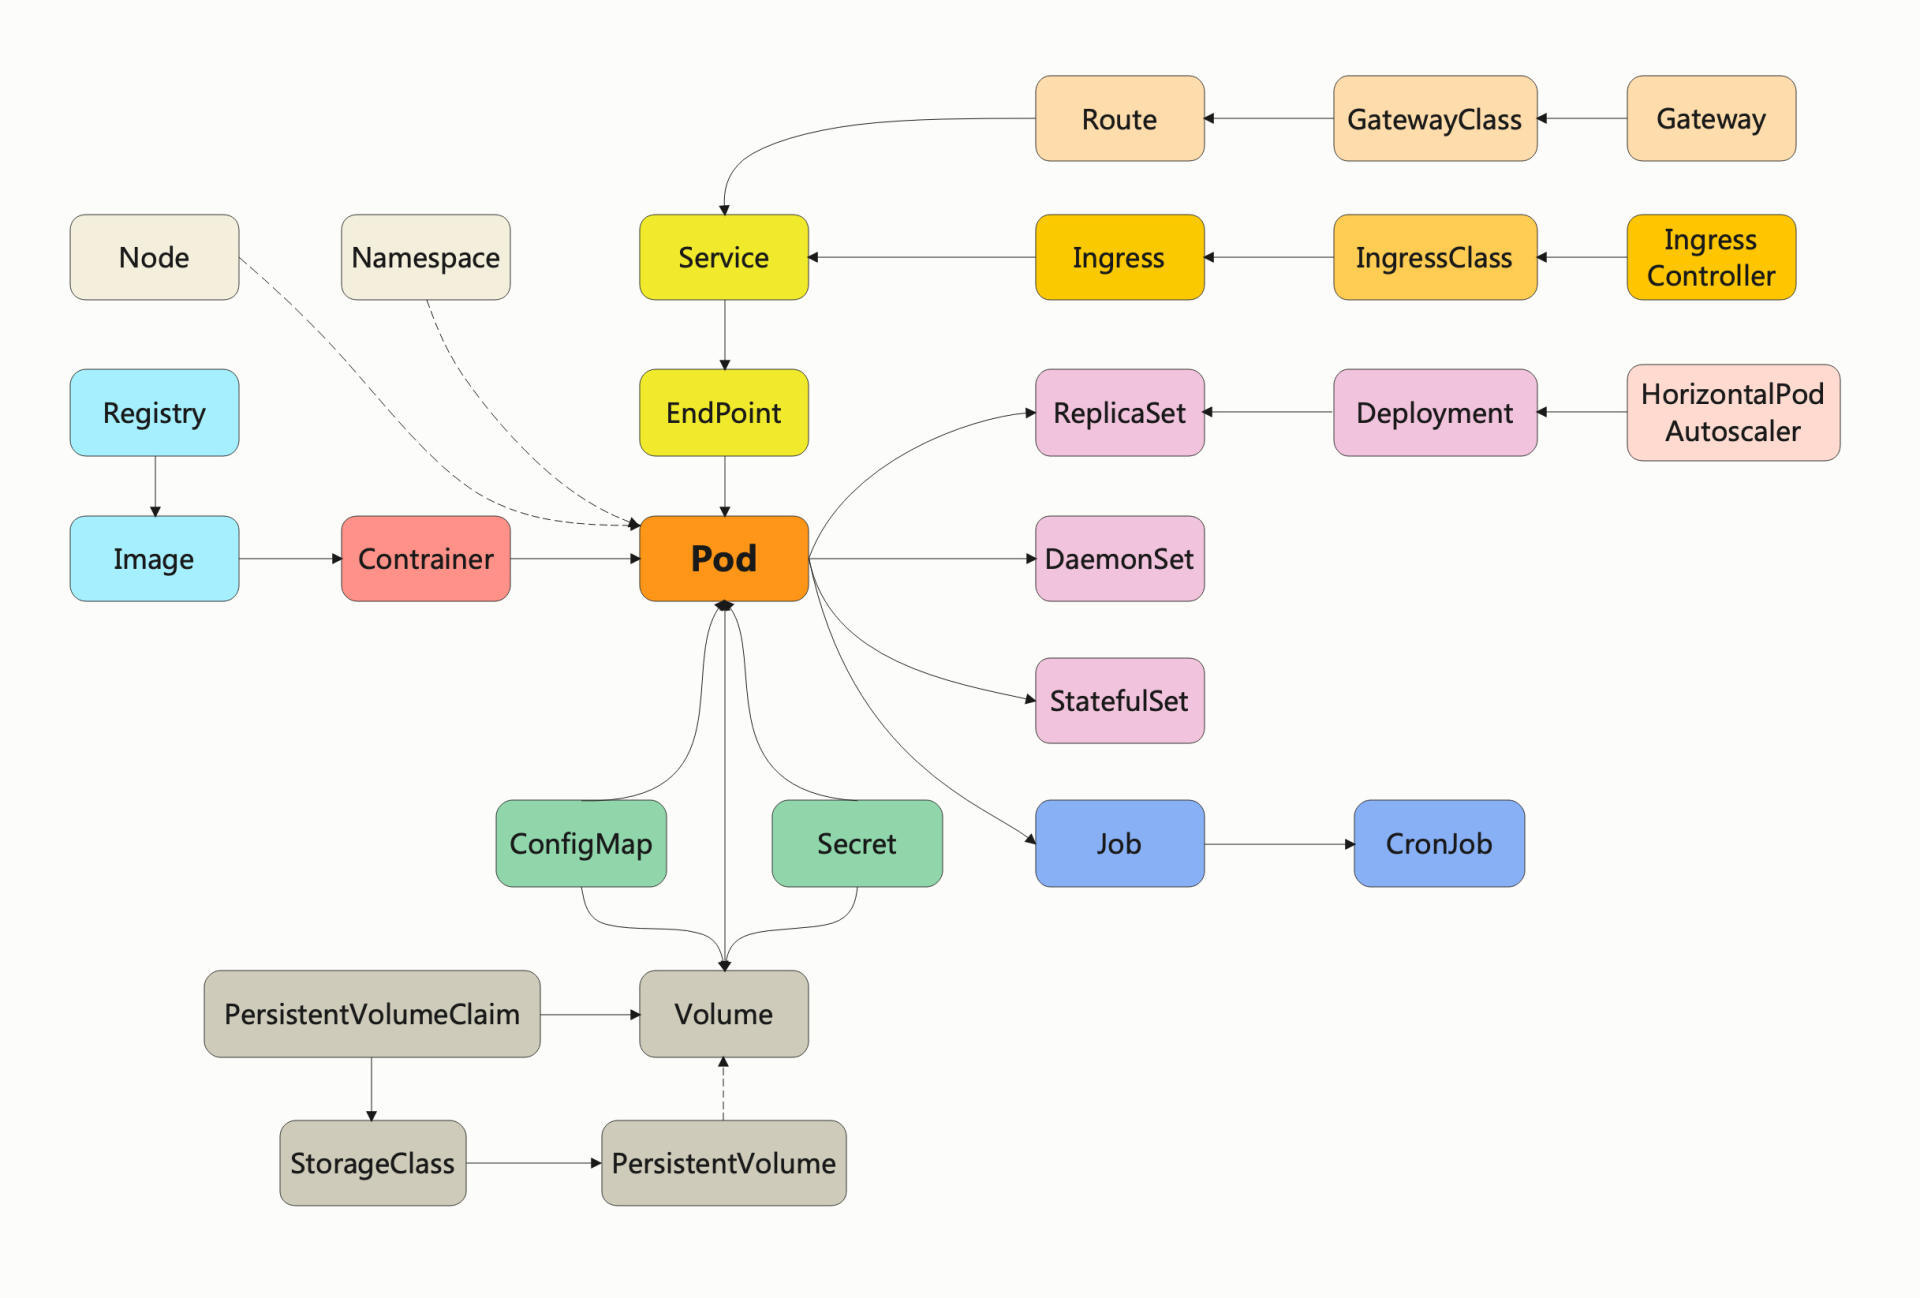 Route
GatewayClass
Gateway
Node
Namespace
Service
Ingress
IngressClass
Ingress
Controller
Registry
EndPoint
ReplicaSet
Deployment
HorizontalPod
Autoscaler
Image
Contrainer
Pod
DaemonSet
StatefulSet
ConfigMap
Secret
Job
CronJob
PersistentVolumeClaim
Volume
StorageClass
PersistentVolume